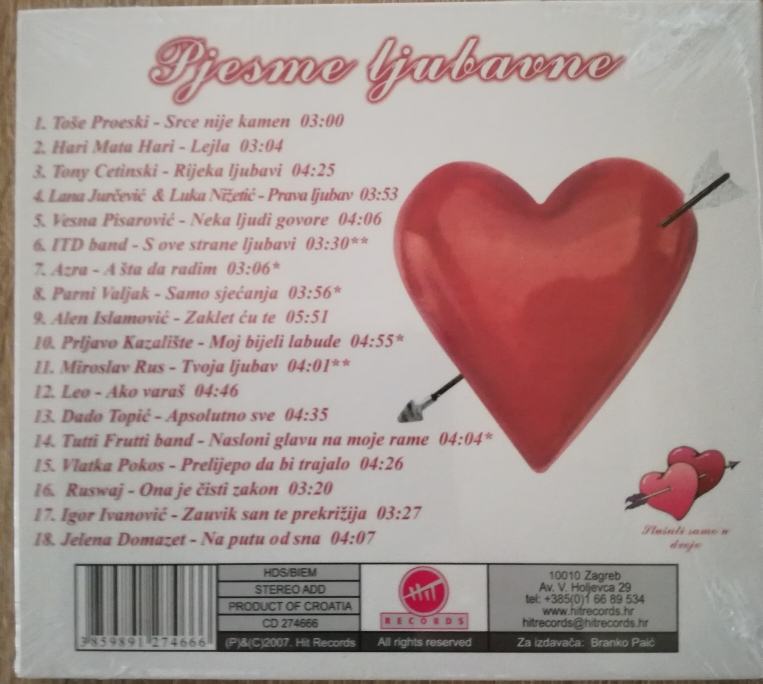 Pjesme ljubavne
1. Toše Proeski - Srce nije kamen 03:00
2. Hari Mata Hari - Lejla 03:04
3. Tony Cetinski - Rijeka ljubavi 04:25
4. Lana Jurčević & Luka Nižetić - Prava ljubav 03:53
5. Vesna Pisarović - Neka ljudi govore 04:06
6. ITD band - S ove strane ljubavi 03:30**
7. Azra - A šta da radim 03:06*
8. Parni Valjak - Samo sjećanja 03:56*
9. Alen Islamović - Zaklet ću te 05:51
10. Prljavo Kazalište - Moj bijeli labude 04:55*
11. Miroslav Rus - Tvoja ljubav 04:01**
12. Leo - Ako varaš 04:46
13. Dado Topić - Apsolutno sve 04:35
14. Tutti Frutti band - Nasloni glavu na moje rame 04:04*
15. Vlatka Pokos - Prelijepo da bi trajalo 04:26
16. Ruswaj - Ona je čisti zakon 03:20
17. Igor Ivanović - Zauvik san te prekrižija 03:27
18. Jelena Domazet - Na putu od sna 04:07
Slušati samo u
dvoje
3859891 274666
HDS/BIEM
STEREO ADD
PRODUCT OF CROATIA
CD 274666
(P)&(C)2007. Hit Records
HIT
RECORDS
All rights reserved
10010 Zagreb
Av. V. Holjevca 29
tel: +385(0)1 66 89 534
www.hitrecords.hr
hitrecords@hitrecords.hr
Za izdavača: Branko Paić